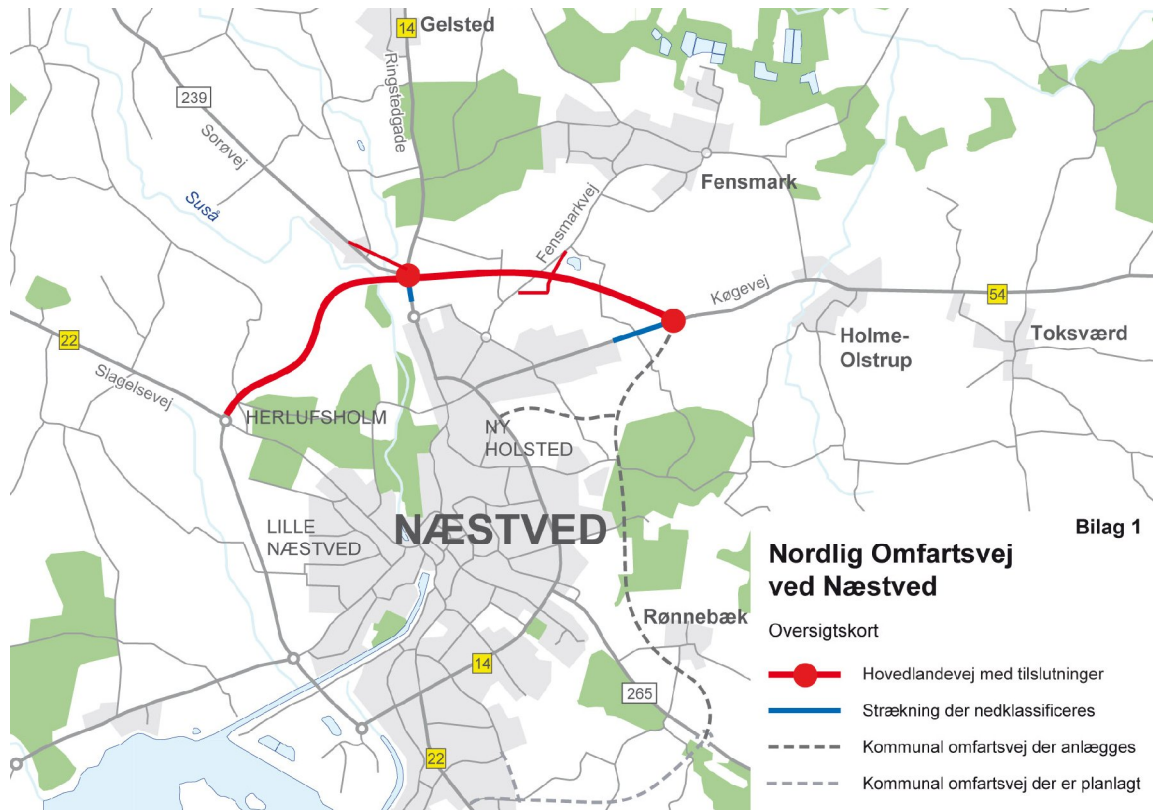 14
Gelsted
Ringstedgade
239
Sorøvej
Suså
Fensmark
Fensmarkvej
Køgevej
54
22
Slagelsevej
Holme-
Olstrup
Toksværd
HERLUFSHOLM
NY
HOLSTED
LILLE
NÆSTVED
NÆSTVED
Rønnebæk
14
265
22
Bilag 1
Nordlig Omfartsvej
ved Næstved
Oversigtskort
Hovedlandevej med tilslutninger
Strækning der nedklassificeres
Kommunal omfartsvej der anlægges
Kommunal omfartsvej der er planlagt